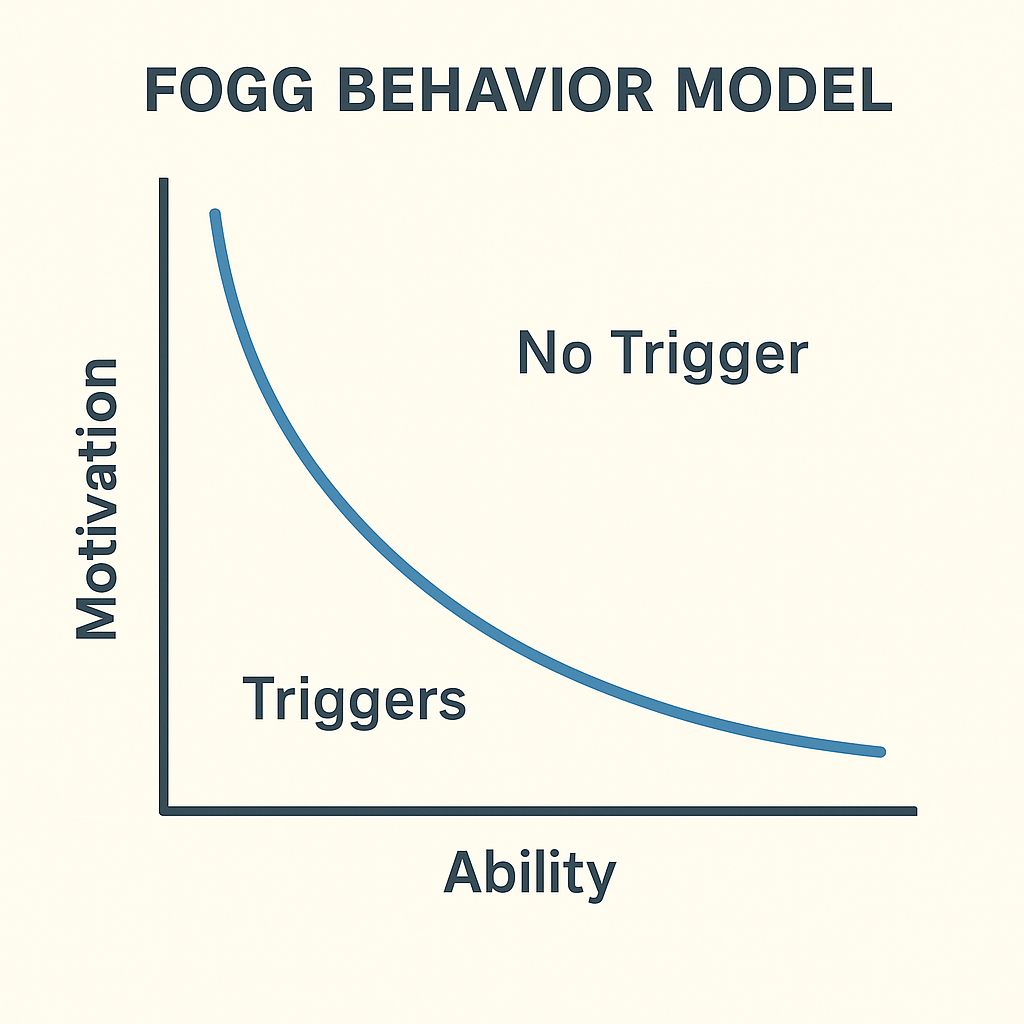 FOGG BEHAVIOR MODEL
No Trigger
Motivation
Triggers
Ability